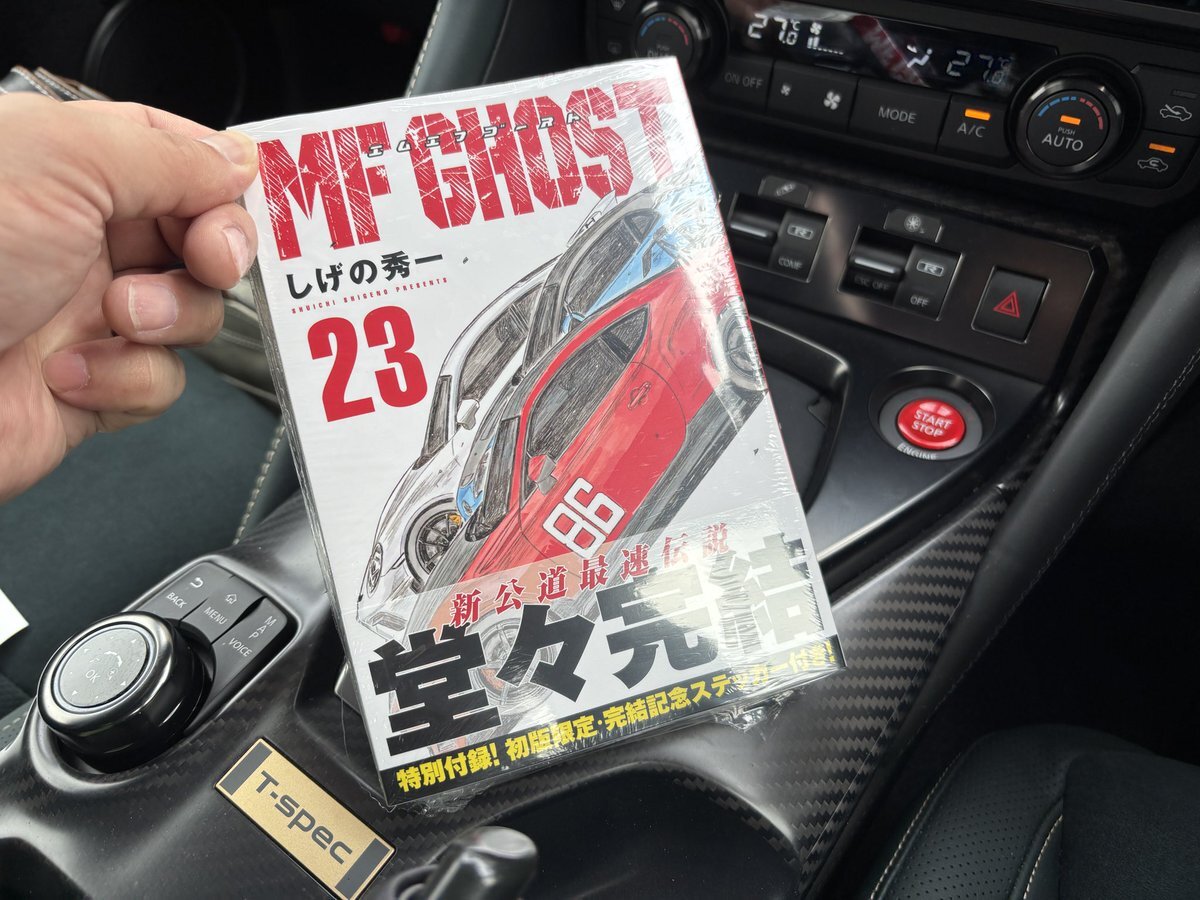 MF GHOST
エムエフゴースト
しげの秀一
SHUICHI SHIGENO PRESENTS
23
86
新公道最速伝説
堂々完結
特別付録! 初版限定・完結記念ステッカー付き!
27.0℃
27.0
PUSH
AUTO
ON OFF
MODE
A/C
R
COMF
R
OFF
ESC OFF
START
STOP
ENGINE
BACK
MENU
MAP
VOICE
OK
T-spec